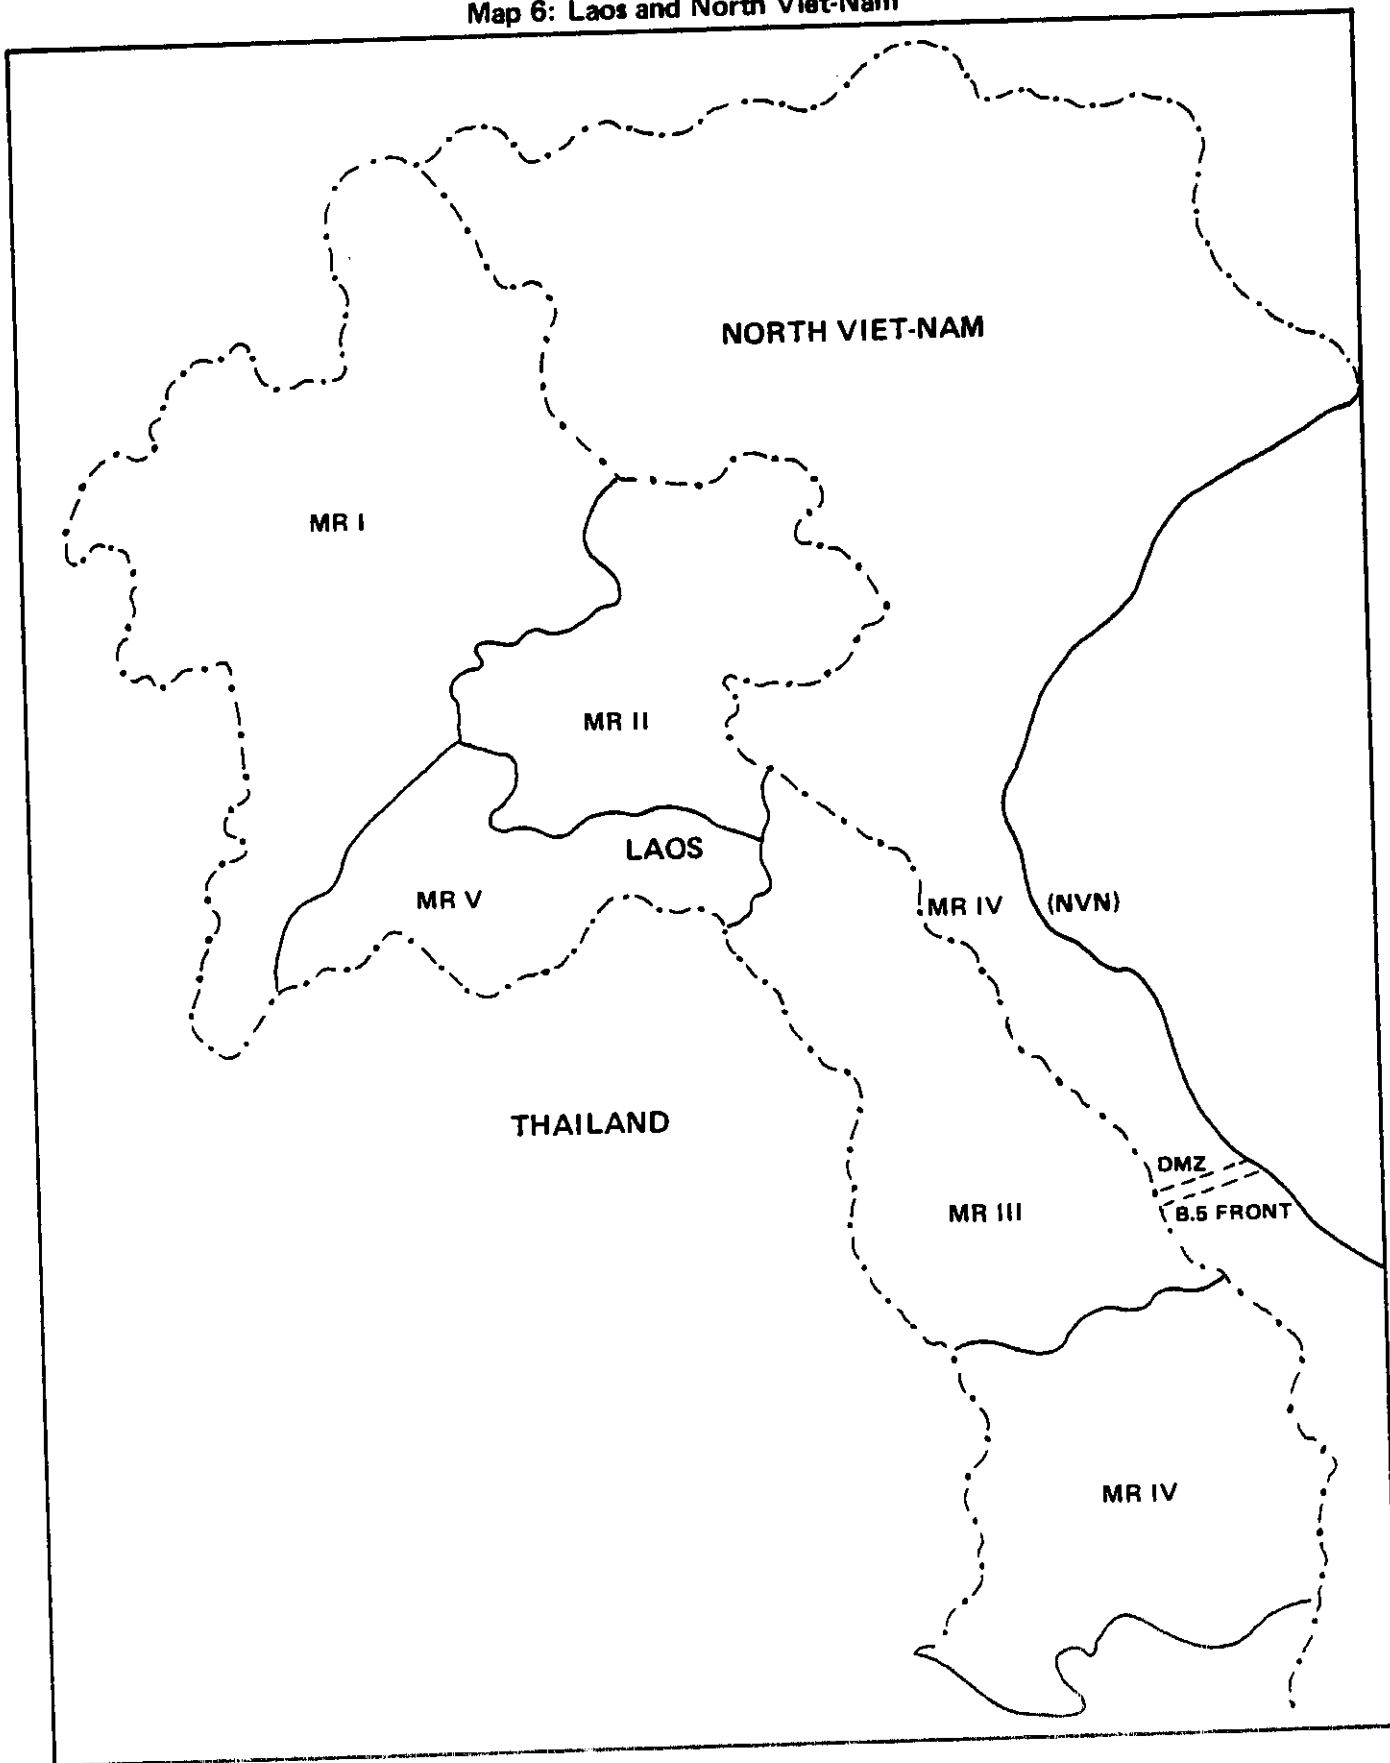 Map 6: Laos and North Viet-Nam
NORTH VIET-NAM
MR I
MR II
LAOS
MR V
MR IV (NVN)
THAILAND
DMZ
MR III
B.5 FRONT
MR IV